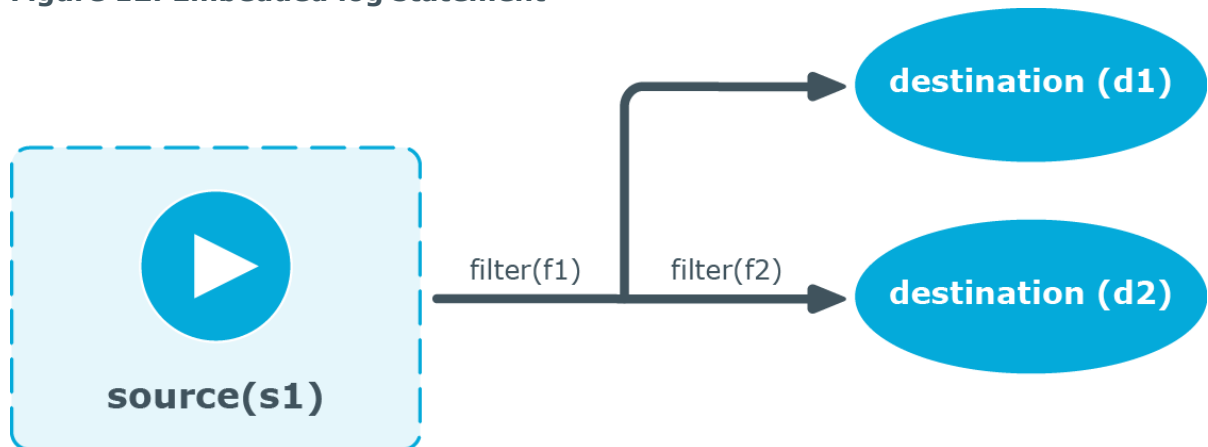 destination (d1)
filter(f1)
filter(f2)
destination (d2)
source(s1)